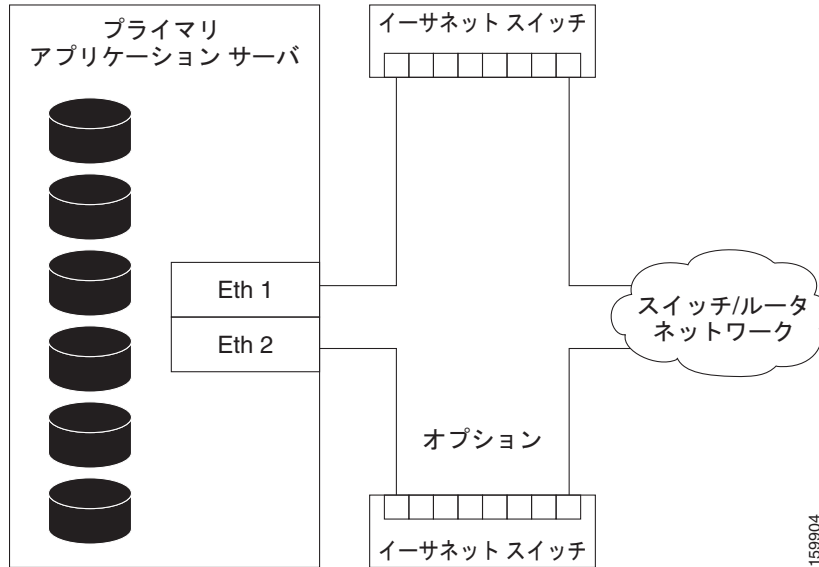 プライマリ
アプリケーション サーバ
イーサネット スイッチ
Eth 1
Eth 2
スイッチ/ルータ
ネットワーク
オプション
イーサネット スイッチ
159904